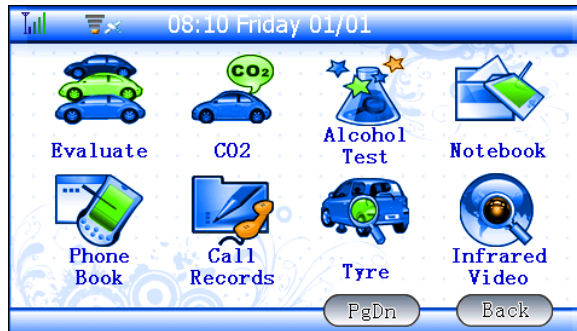 08:10 Friday 01/01
CO₂
Evaluate
CO2
Alcohol
Test
Notebook
Phone
Book
Call
Records
Tyre
Infrared
Video
PgDn
Back